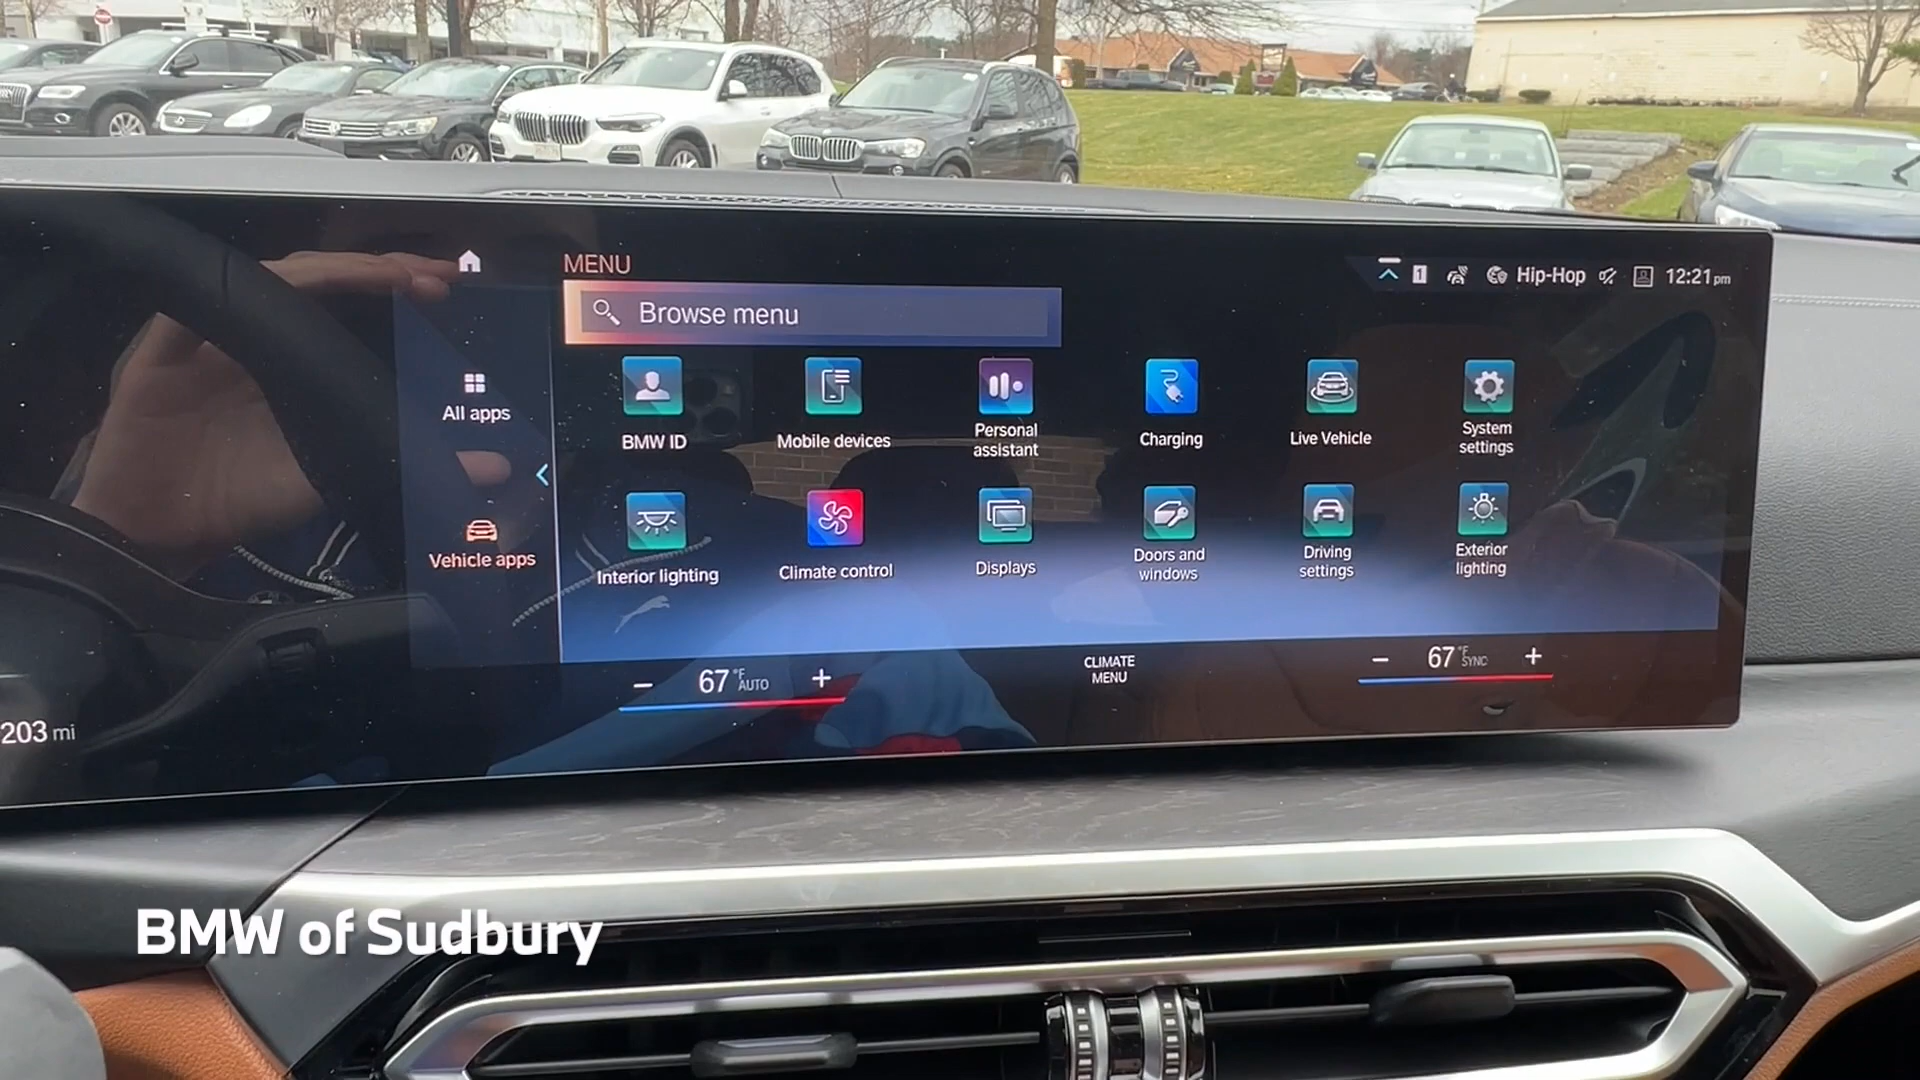 MENU
1 Hip-Hop 12:21pm
Browse menu
All apps
Vehicle apps
BMW ID
Mobile devices
Personal
assistant
Charging
Live Vehicle
System
settings
Interior lighting
Climate control
Displays
Doors and
windows
Driving
settings
Exterior
lighting
67 °F AUTO
CLIMATE
MENU
67 °F SYNC
203 mi
BMW of Sudbury